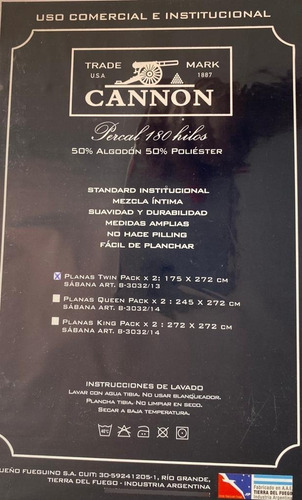 USO COMERCIAL E INSTITUCIONAL
TRADE MARK
U.S.A 1887
CANNON
Percal 180 hilos
50% ALGODÓN 50% POLIÉSTER
STANDARD INSTITUCIONAL
MEZCLA ÍNTIMA
SUAVIDAD Y DURABILIDAD
MEDIDAS AMPLIAS
NO HACE PILLING
FÁCIL DE PLANCHAR
PLANAS TWIN PACK X 2: 175 X 272 CM
SÁBANA ART. 8-3032/13
PLANAS QUEEN PACK X 2 : 245 X 272 CM
SÁBANA ART. 8-3032/14
PLANAS KING PACK X 2 : 272 X 272 CM
SÁBANA ART. 8-3032/14
INSTRUCCIONES DE LAVADO
LAVAR CON AGUA TIBIA. NO USAR BLANQUEADOR.
PLANCHA TIBIA. NO LIMPIAR EN SECO.
SECAR A BAJA TEMPERATURA.
UEÑO FUEGUINO S.A. CUIT: 30-59241205-1, RÍO GRANDE,
TIERRA DEL FUEGO - INDUSTRIA ARGENTINA
Fabricado en A.A.E.
TIERRA DEL FUEGO
Industria Argentina